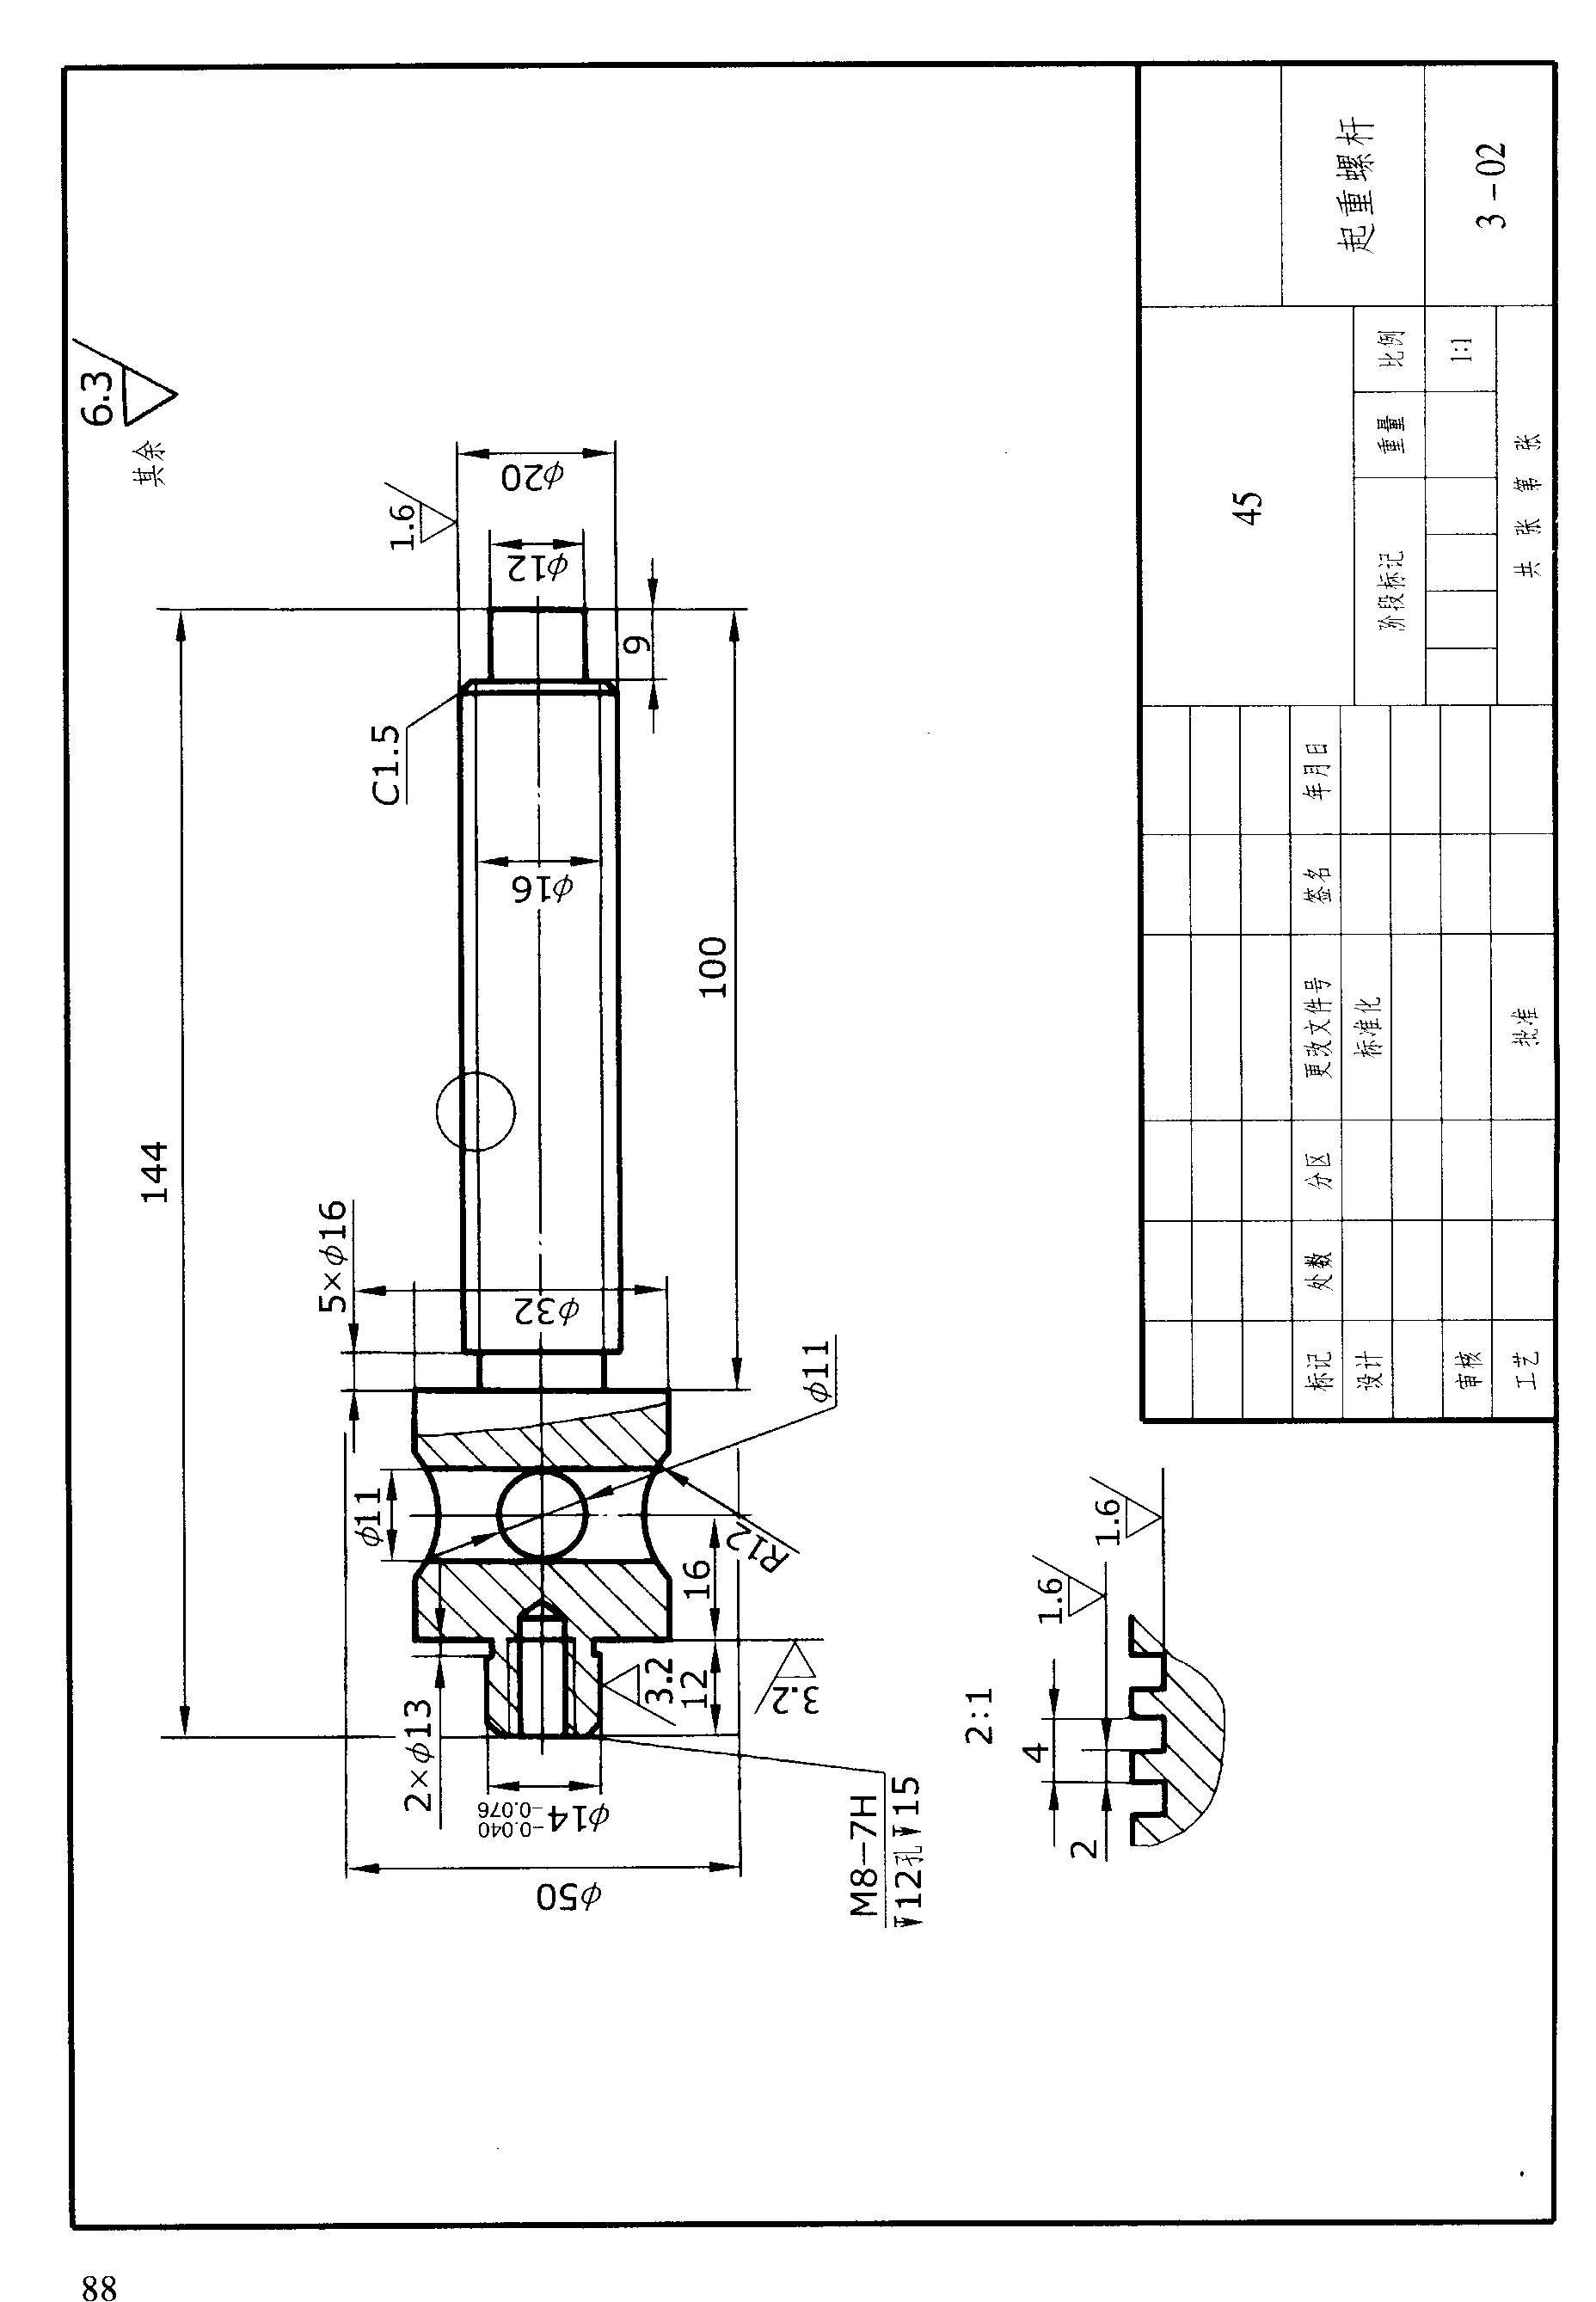 其余 6.3
144
5×φ16
C1.5
1.6
φ20
φ12
9
φ16
100
φ32
φ11
φ11
R12
16
12
3.2
3.2
2×φ13
φ14 -0.040
-0.076
φ50
M8-7H
↧12孔↧15
2:1
4
2
1.6
1.6
标记 处数 分区 更改文件号 签名 年月日
设计 标准化
审核
工艺 批准
45
阶段标记 重量 比例
1:1
共 张 第 张
起重螺杆
3-02
88